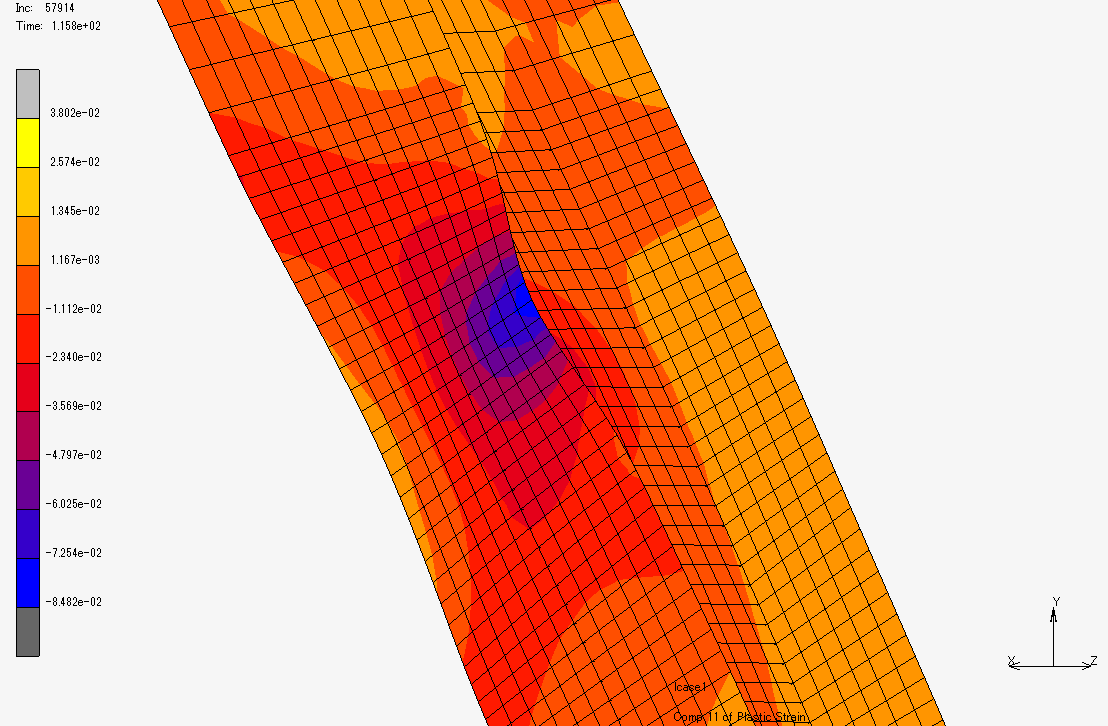 Inc: 57914
Time: 1.158e+02
3.802e-02
2.574e-02
1.345e-02
1.167e-03
-1.112e-02
-2.340e-02
-3.569e-02
-4.797e-02
-6.025e-02
-7.254e-02
-8.482e-02
Y
X Z
lcase1
Comp 11 of Plastic Strain